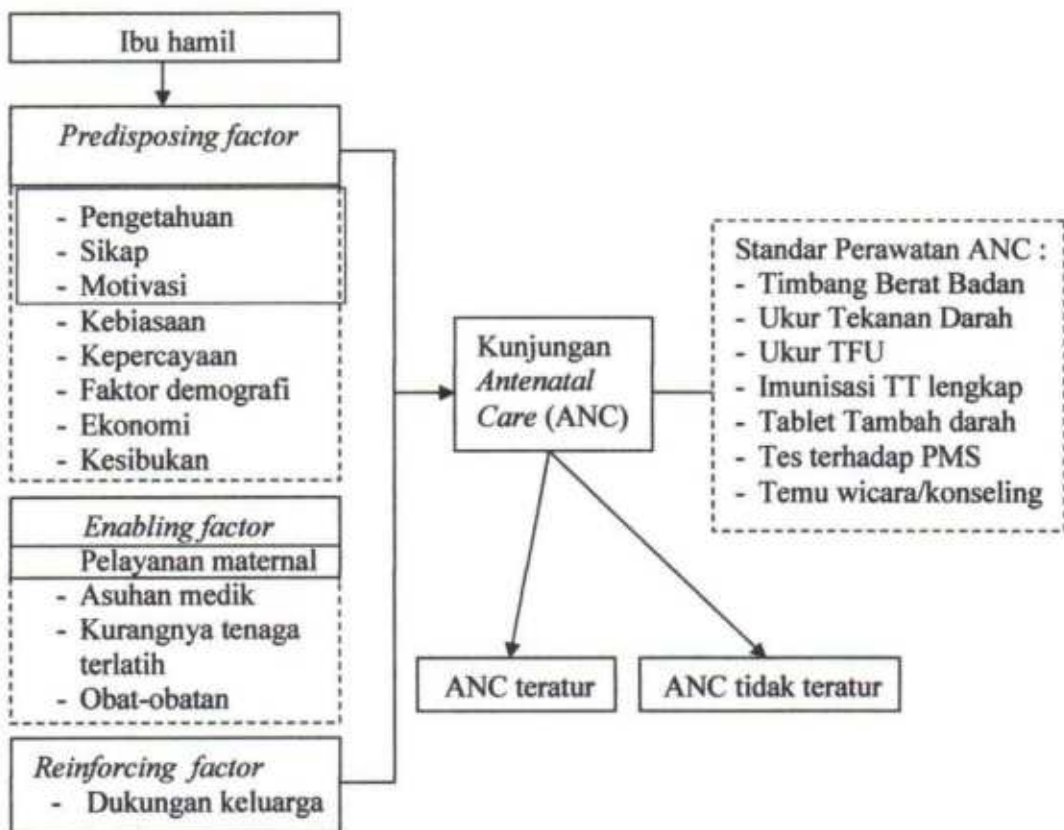 Ibu hamil
Predisposing factor
- Pengetahuan
- Sikap
- Motivasi
- Kebiasaan
- Kepercayaan
- Faktor demografi
- Ekonomi
- Kesibukan
Enabling factor
Pelayanan maternal
- Asuhan medik
- Kurangnya tenaga
terlatih
- Obat-obatan
Reinforcing factor
- Dukungan keluarga
Kunjungan
Antenatal
Care (ANC)
ANC teratur
ANC tidak teratur
Standar Perawatan ANC :
- Timbang Berat Badan
- Ukur Tekanan Darah
- Ukur TFU
- Imunisasi TT lengkap
- Tablet Tambah darah
- Tes terhadap PMS
- Temu wicara/konseling